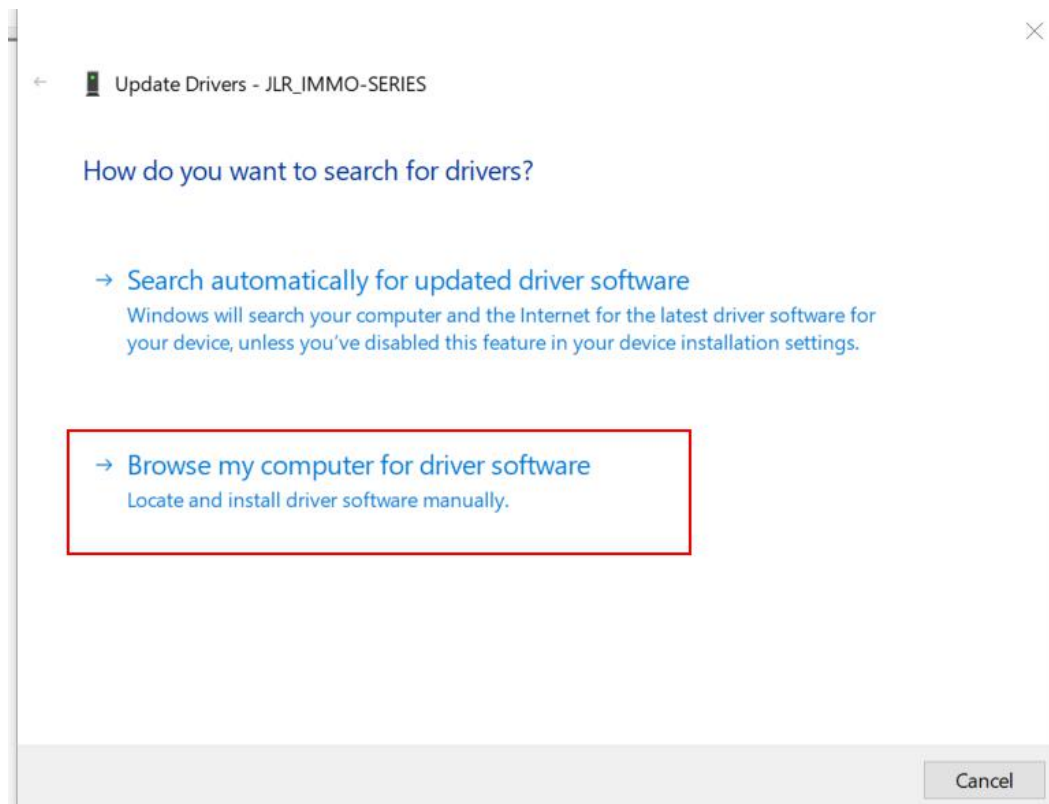 Update Drivers - JLR_IMMO-SERIES
How do you want to search for drivers?
Search automatically for updated driver software
Windows will search your computer and the Internet for the latest driver software for
your device, unless you've disabled this feature in your device installation settings.
Browse my computer for driver software
Locate and install driver software manually.
Cancel